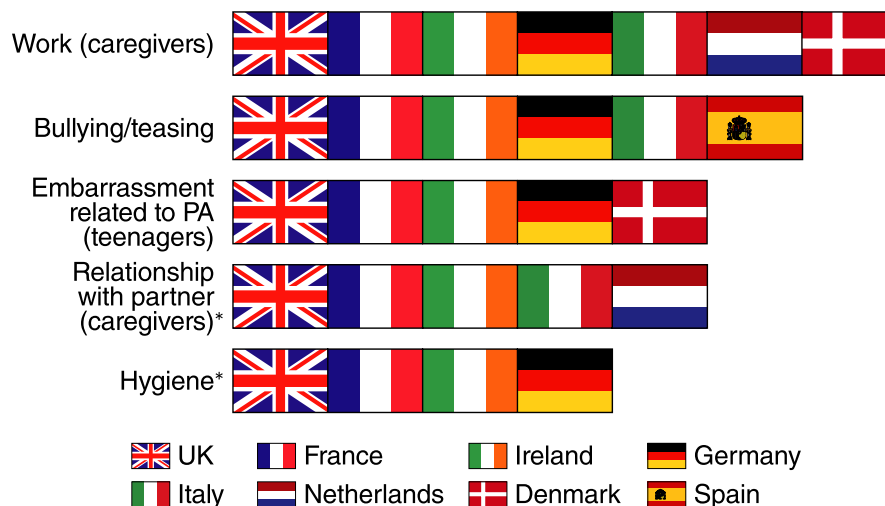 Work (caregivers)
Bullying/teasing
Embarrassment
related to PA
(teenagers)
Relationship
with partner
(caregivers)*
Hygiene*
UK France Ireland Germany
Italy Netherlands Denmark Spain